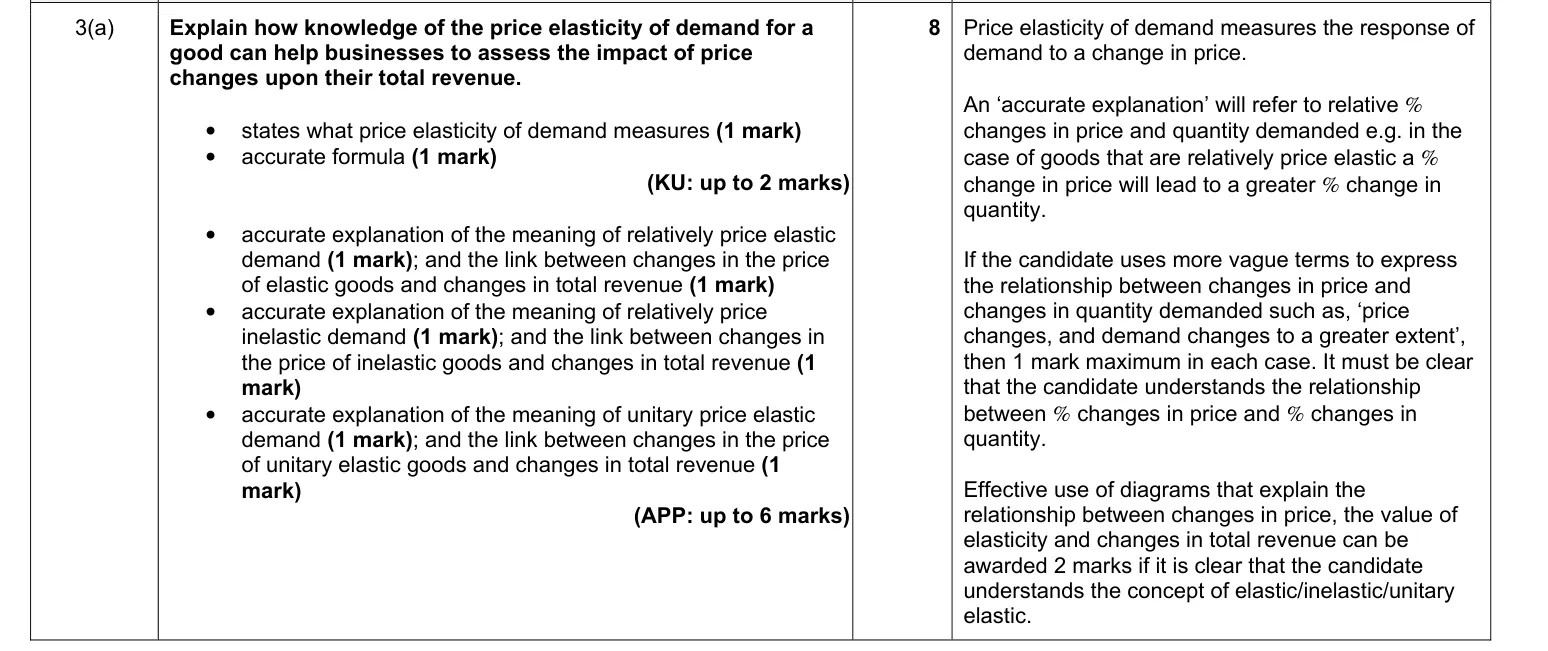 3(a)
Explain how knowledge of the price elasticity of demand for a
good can help businesses to assess the impact of price
changes upon their total revenue.
• states what price elasticity of demand measures (1 mark)
• accurate formula (1 mark)
(KU: up to 2 marks)
• accurate explanation of the meaning of relatively price elastic
demand (1 mark); and the link between changes in the price
of elastic goods and changes in total revenue (1 mark)
• accurate explanation of the meaning of relatively price
inelastic demand (1 mark); and the link between changes in
the price of inelastic goods and changes in total revenue (1
mark)
• accurate explanation of the meaning of unitary price elastic
demand (1 mark); and the link between changes in the price
of unitary elastic goods and changes in total revenue (1
mark)
(APP: up to 6 marks)
8
Price elasticity of demand measures the response of
demand to a change in price.
An ‘accurate explanation’ will refer to relative %
changes in price and quantity demanded e.g. in the
case of goods that are relatively price elastic a %
change in price will lead to a greater % change in
quantity.
If the candidate uses more vague terms to express
the relationship between changes in price and
changes in quantity demanded such as, ‘price
changes, and demand changes to a greater extent’,
then 1 mark maximum in each case. It must be clear
that the candidate understands the relationship
between % changes in price and % changes in
quantity.
Effective use of diagrams that explain the
relationship between changes in price, the value of
elasticity and changes in total revenue can be
awarded 2 marks if it is clear that the candidate
understands the concept of elastic/inelastic/unitary
elastic.